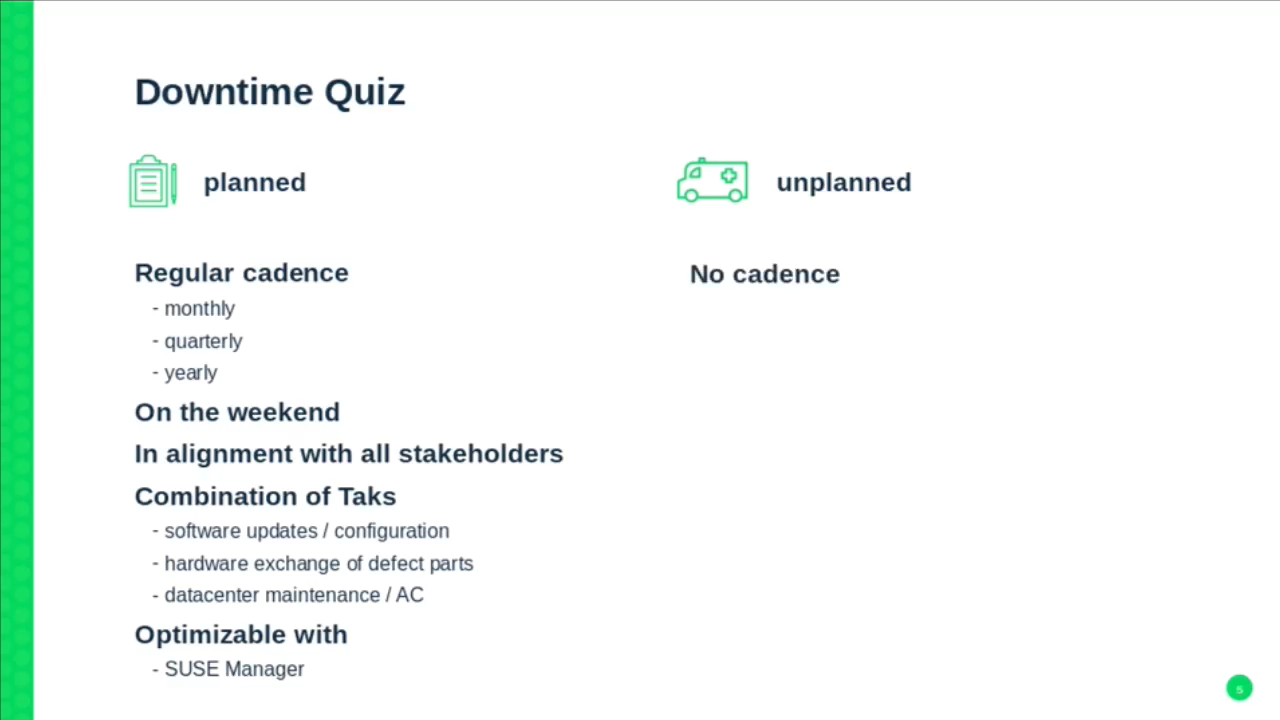 Downtime Quiz
planned
Regular cadence
- monthly
- quarterly
- yearly
On the weekend
In alignment with all stakeholders
Combination of Taks
- software updates / configuration
- hardware exchange of defect parts
- datacenter maintenance / AC
Optimizable with
- SUSE Manager
unplanned
No cadence
5